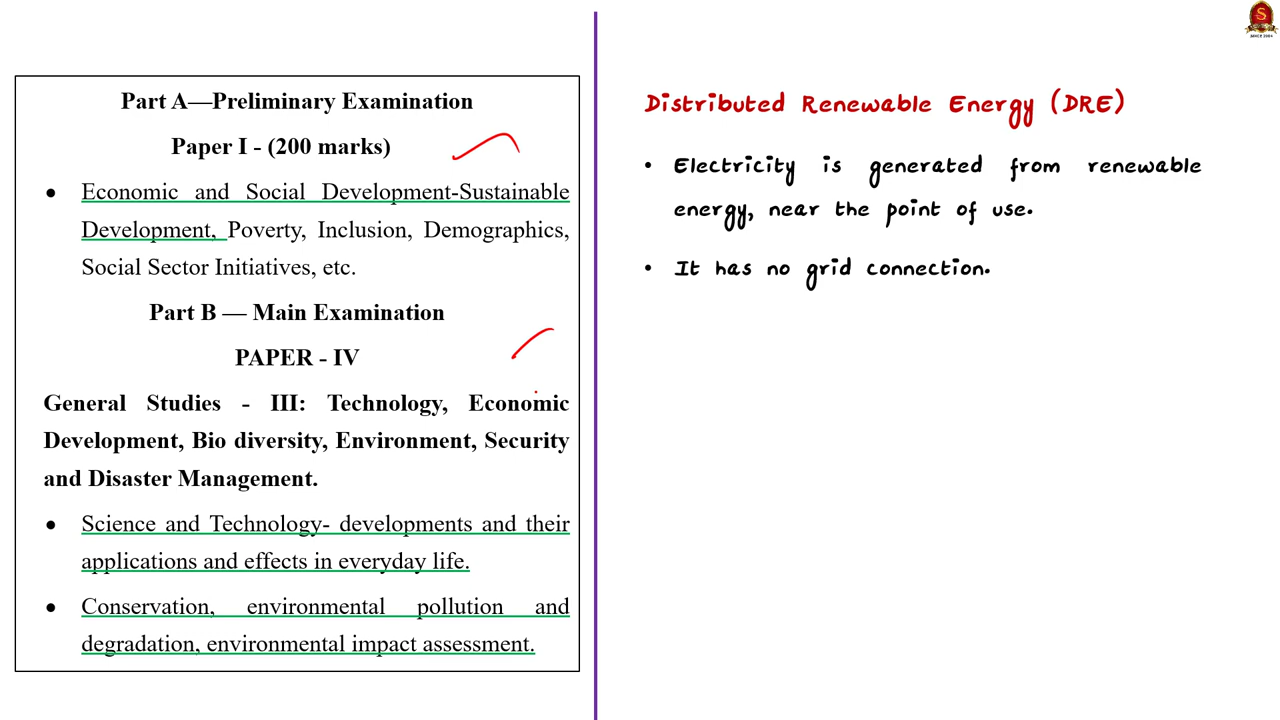 Part A—Preliminary Examination
Paper I - (200 marks)
• Economic and Social Development-Sustainable
Development, Poverty, Inclusion, Demographics,
Social Sector Initiatives, etc.
Part B — Main Examination
PAPER - IV
General Studies - III: Technology, Economic
Development, Bio diversity, Environment, Security
and Disaster Management.
• Science and Technology- developments and their
applications and effects in everyday life.
• Conservation, environmental pollution and
degradation, environmental impact assessment.
Distributed Renewable Energy (DRE)
• Electricity is generated from renewable
energy, near the point of use.
• It has no grid connection.
S
SINCE 2004